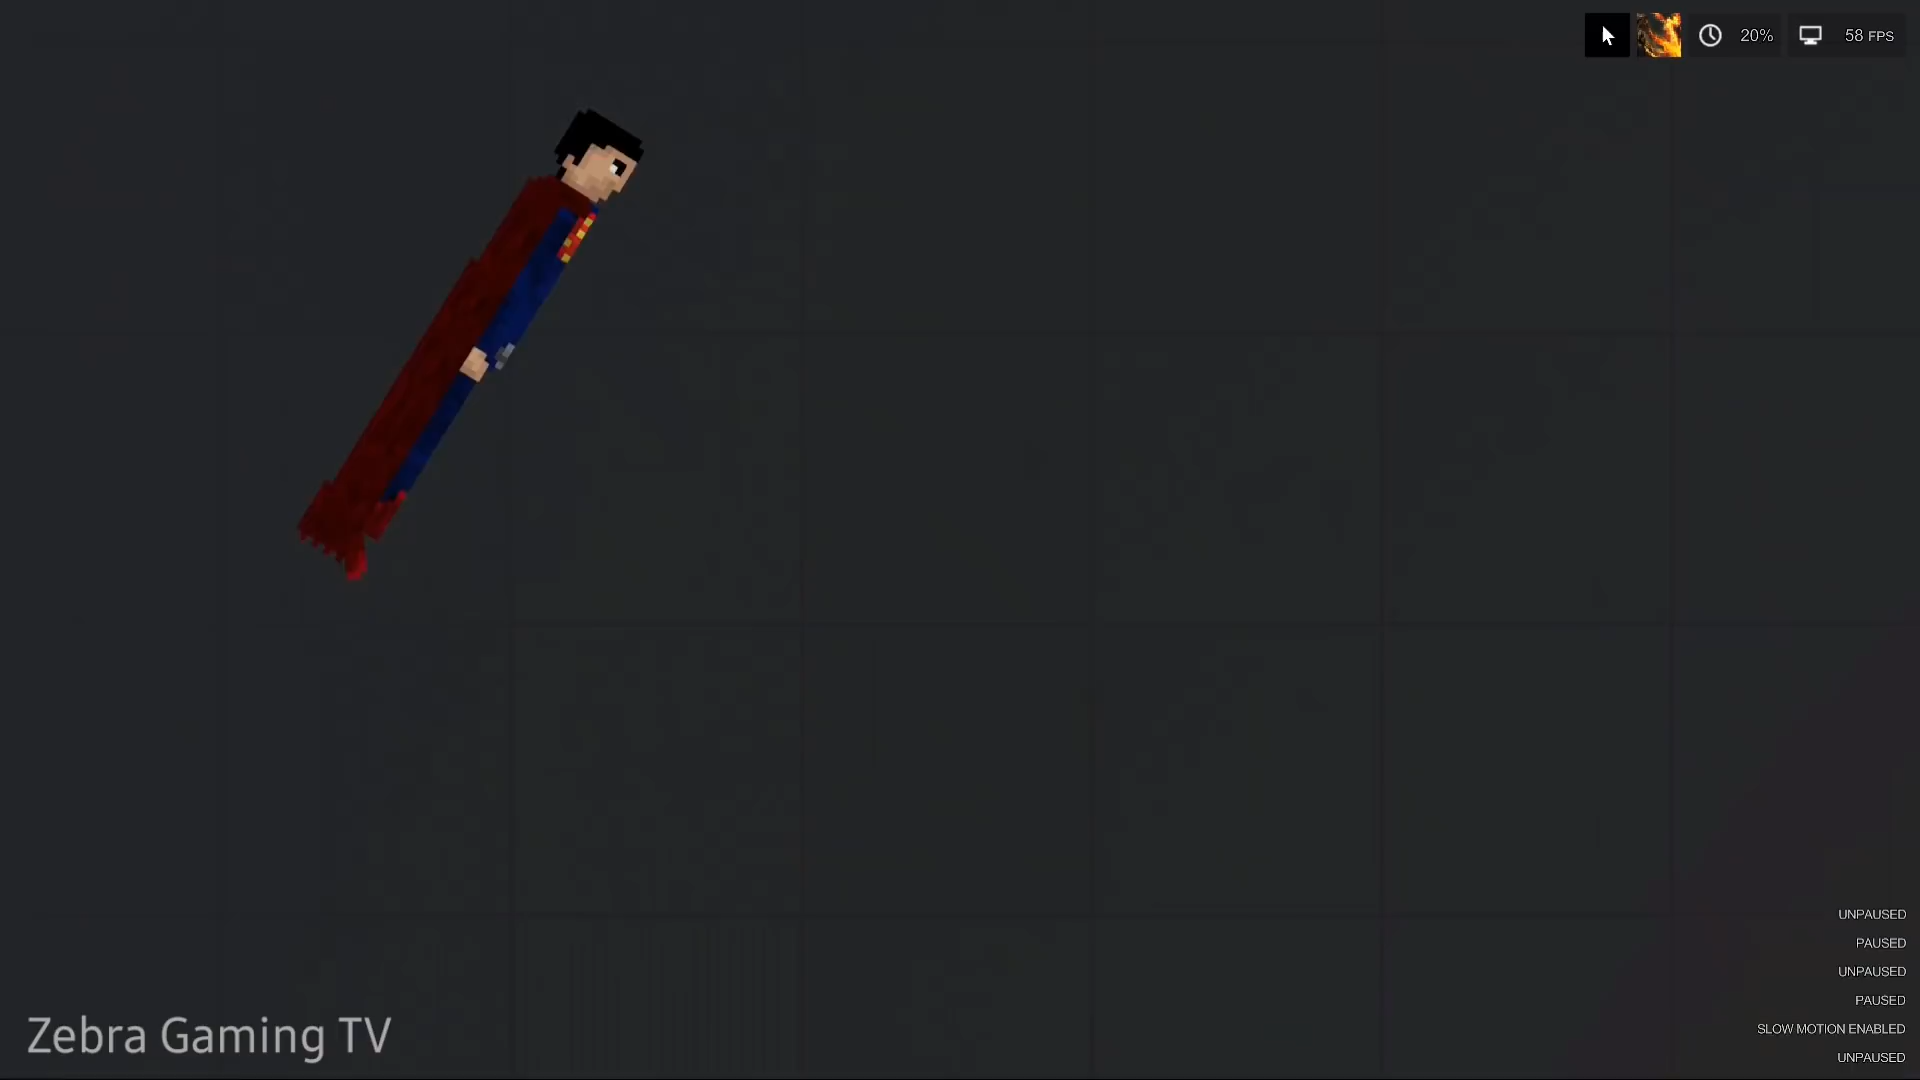 20%
58 FPS
UNPAUSED
PAUSED
UNPAUSED
PAUSED
SLOW MOTION ENABLED
UNPAUSED
Zebra Gaming TV